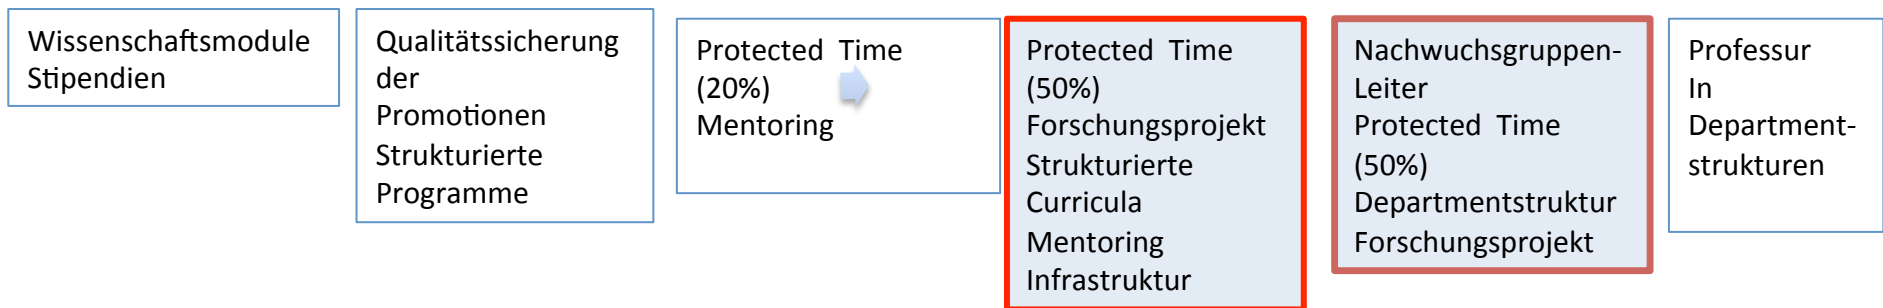 Wissenschaftsmodule
Stipendien
Qualitätssicherung
der
Promotionen
Strukturierte
Programme
Protected Time
(20%)
Mentoring
Protected Time
(50%)
Forschungsprojekt
Strukturierte
Curricula
Mentoring
Infrastruktur
Nachwuchsgruppen-
Leiter
Protected Time
(50%)
Departmentstruktur
Forschungsprojekt
Professur
In
Department-
strukturen